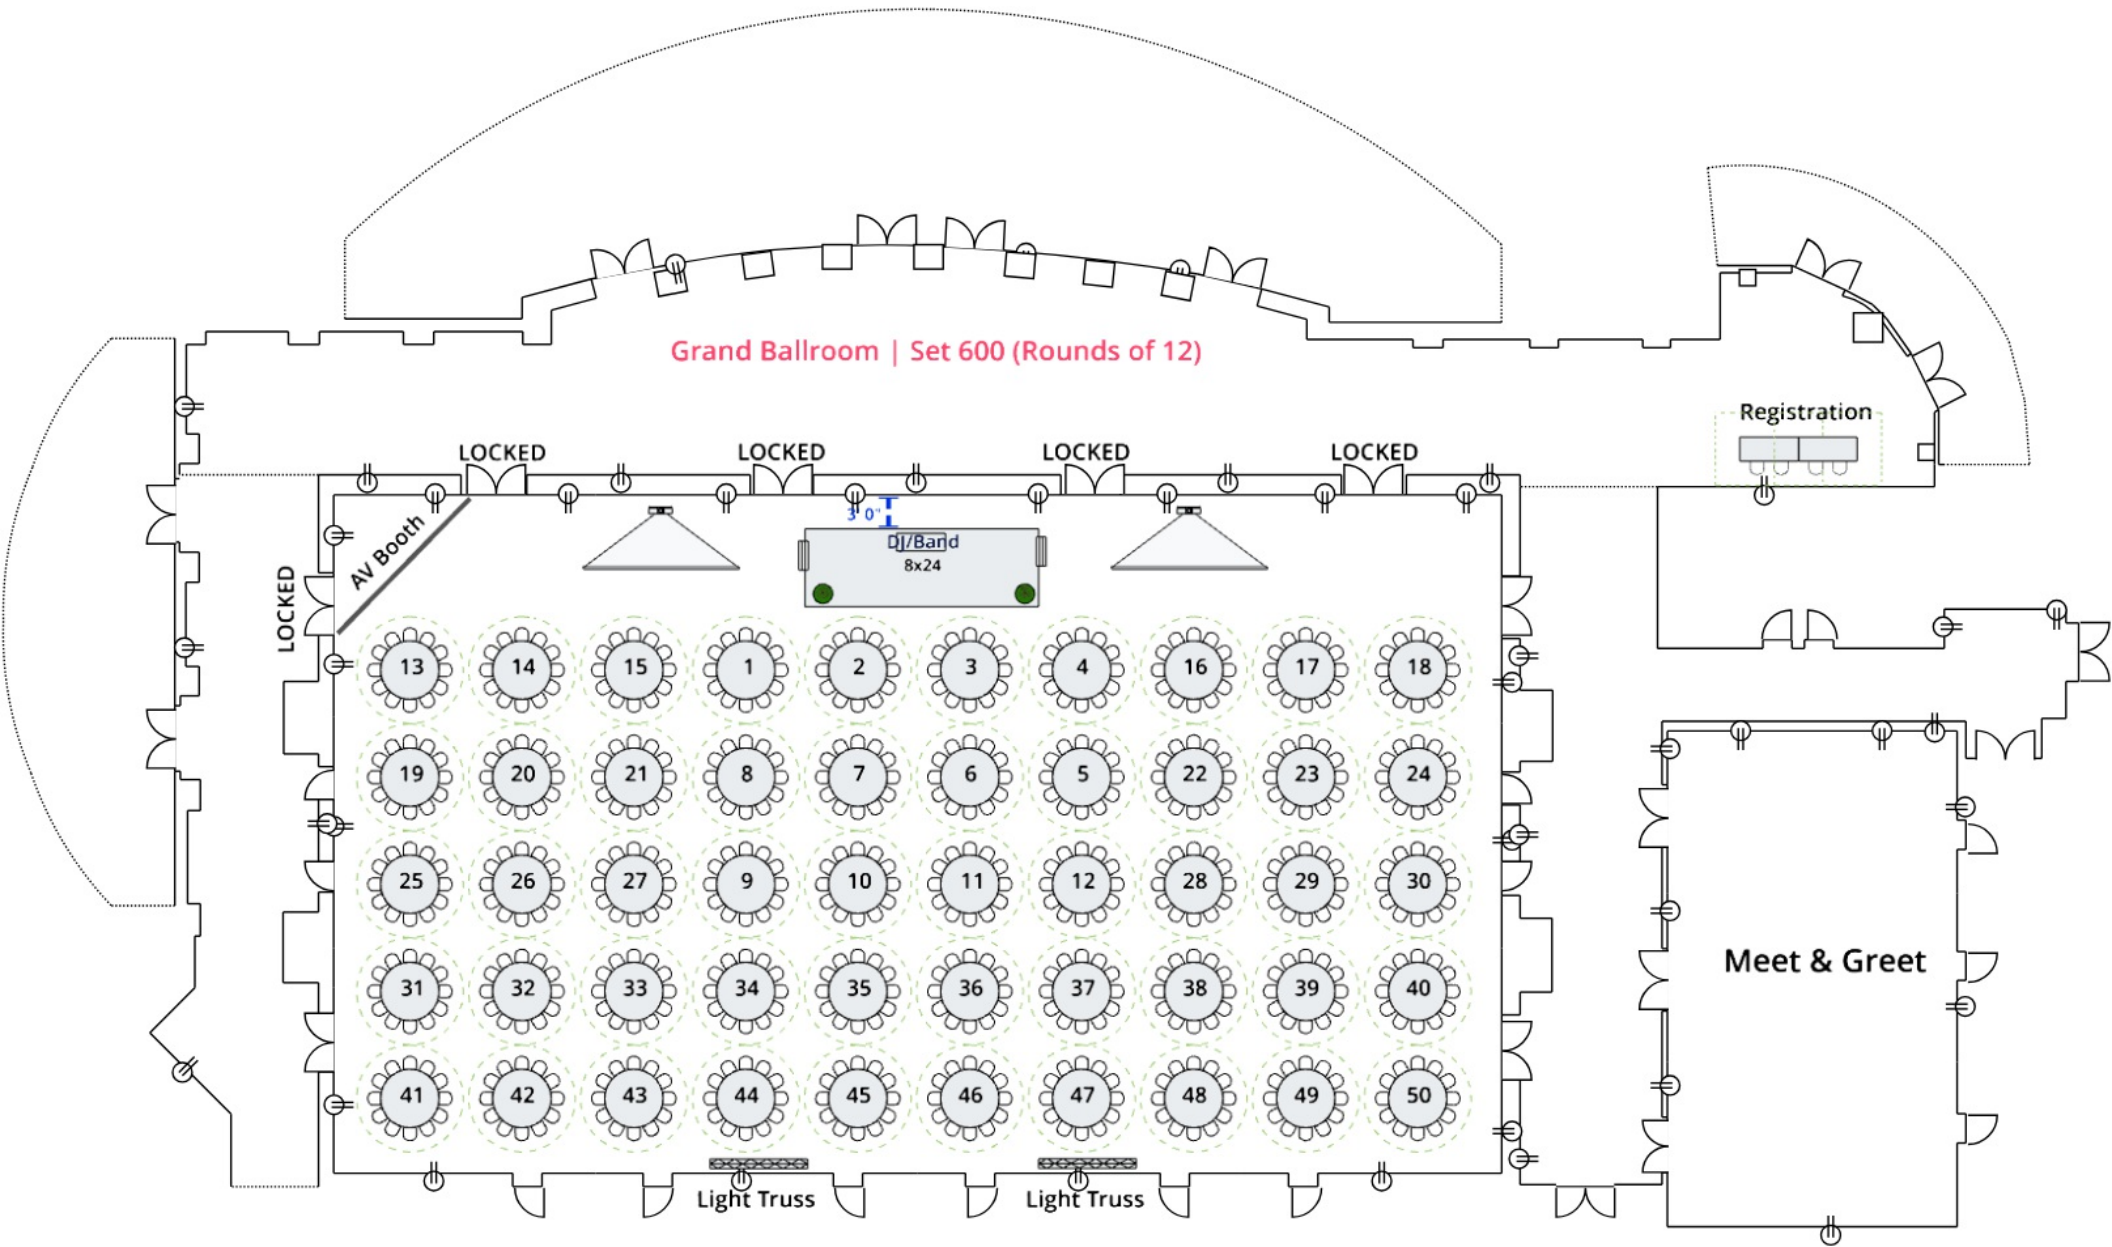 Grand Ballroom | Set 600 (Rounds of 12)
Registration
LOCKED
LOCKED
LOCKED
LOCKED
AV Booth
3' 0"
DJ/Band
8x24
LOCKED
13 14 15 1 2 3 4 16 17 18
19 20 21 8 7 6 5 22 23 24
25 26 27 9 10 11 12 28 29 30
Meet & Greet
31 32 33 34 35 36 37 38 39 40
41 42 43 44 45 46 47 48 49 50
Light Truss
Light Truss